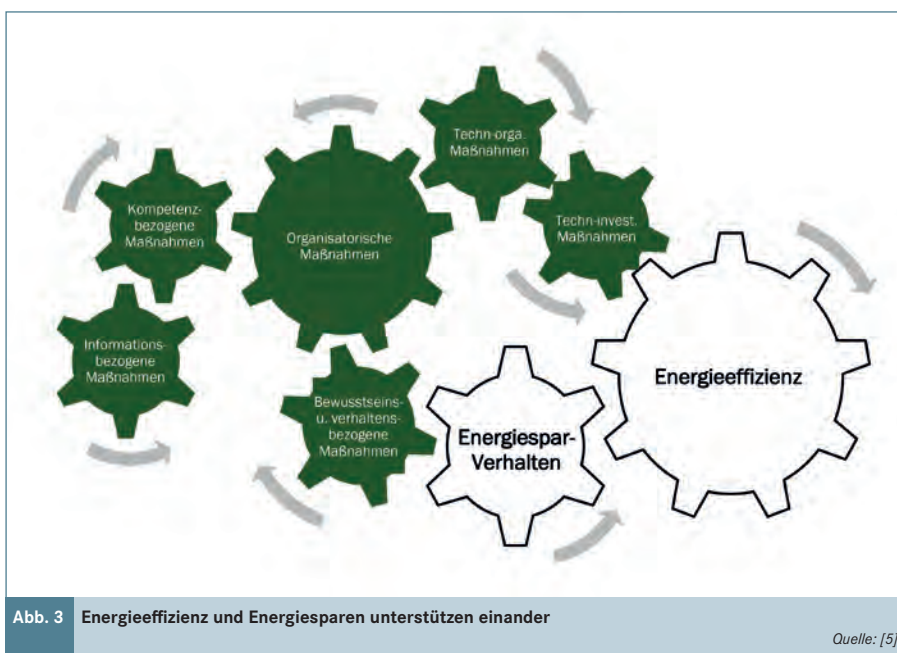 Techn-orga.
Maßnahmen
Kompetenz-
bezogene
Maßnahmen
Organisatorische
Maßnahmen
Techn-invest.
Maßnahmen
Informations-
bezogene
Maßnahmen
Bewusstseins-
u. verhaltens-
bezogene
Maßnahmen
Energiespar-
Verhalten
Energieeffizienz
Abb. 3 Energieeffizienz und Energiesparen unterstützen einander
Quelle: [5]